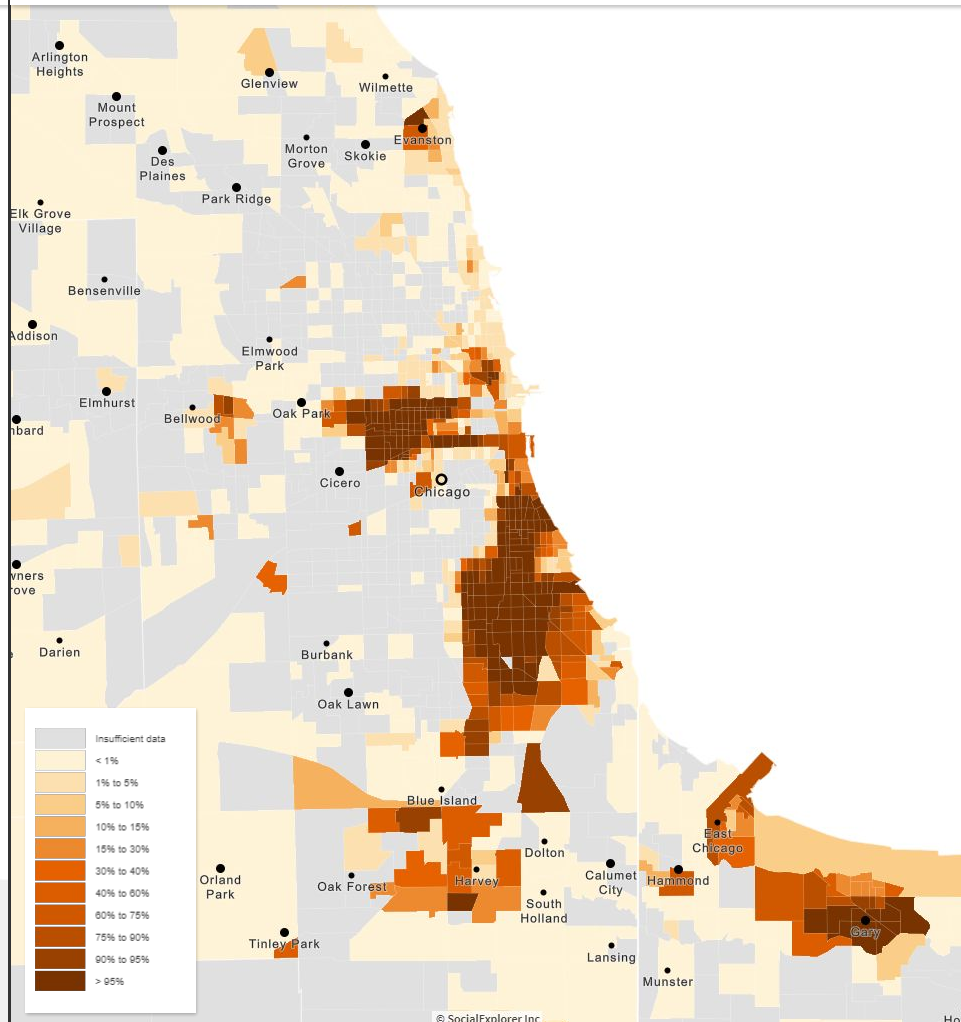 Arlington
Heights
Glenview
Wilmette
Mount
Prospect
Evanston
Des
Plaines
Morton
Grove
Skokie
Park Ridge
Elk Grove
Village
Bensenville
Addison
Elmwood
Park
Elmhurst
Bellwood
Oak Park
nbard
Cicero
Chicago
wners
rove
Darien
Burbank
Oak Lawn
Insufficient data
< 1%
1% to 5%
5% to 10%
10% to 15%
15% to 30%
30% to 40%
40% to 60%
60% to 75%
75% to 90%
90% to 95%
> 95%
Blue Island
East
Chicago
Dolton
Orland
Park
Oak Forest
Harvey
Calumet
City
Hammond
South
Holland
Gary
Tinley Park
Lansing
Munster
© SocialExplorer Inc
Ho